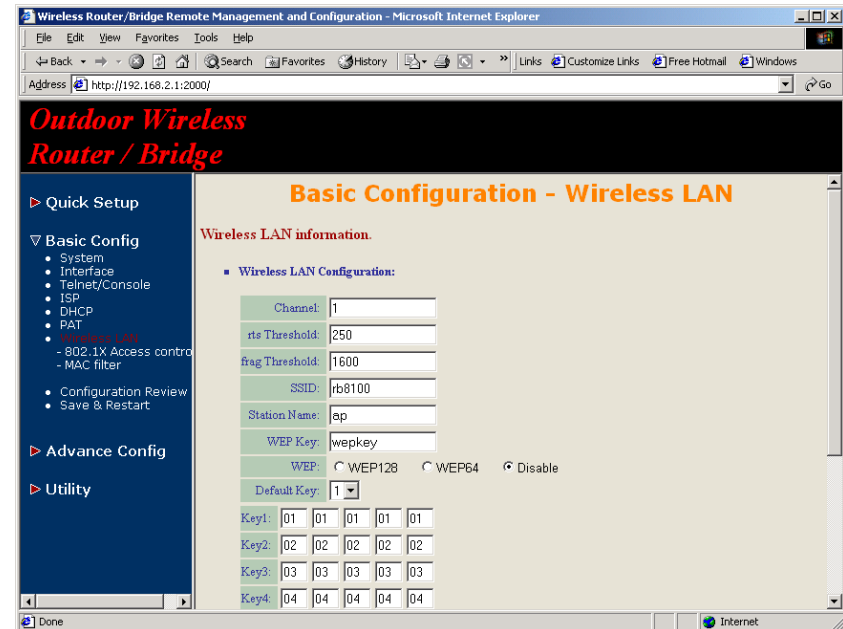 Wireless Router/Bridge Remote Management and Configuration - Microsoft Internet Explorer
File Edit View Favorites Tools Help
Back Search Favorites History » Links Customize Links Free Hotmail Windows
Address http://192.168.2.1:2000/ Go
Outdoor Wireless
Router / Bridge
Quick Setup
Basic Config
System
Interface
Telnet/Console
ISP
DHCP
PAT
Wireless LAN
- 802.1X Access contro
- MAC filter
Configuration Review
Save & Restart
Advance Config
Utility
Basic Configuration - Wireless LAN
Wireless LAN information.
Wireless LAN Configuration:
Channel: 1
rts Threshold: 250
frag Threshold: 1600
SSID: rb8100
Station Name: ap
WEP Key: wepkey
WEP: WEP128 WEP64 Disable
Default Key: 1
Key1: 01 01 01 01 01
Key2: 02 02 02 02 02
Key3: 03 03 03 03 03
Key4: 04 04 04 04 04
Done Internet